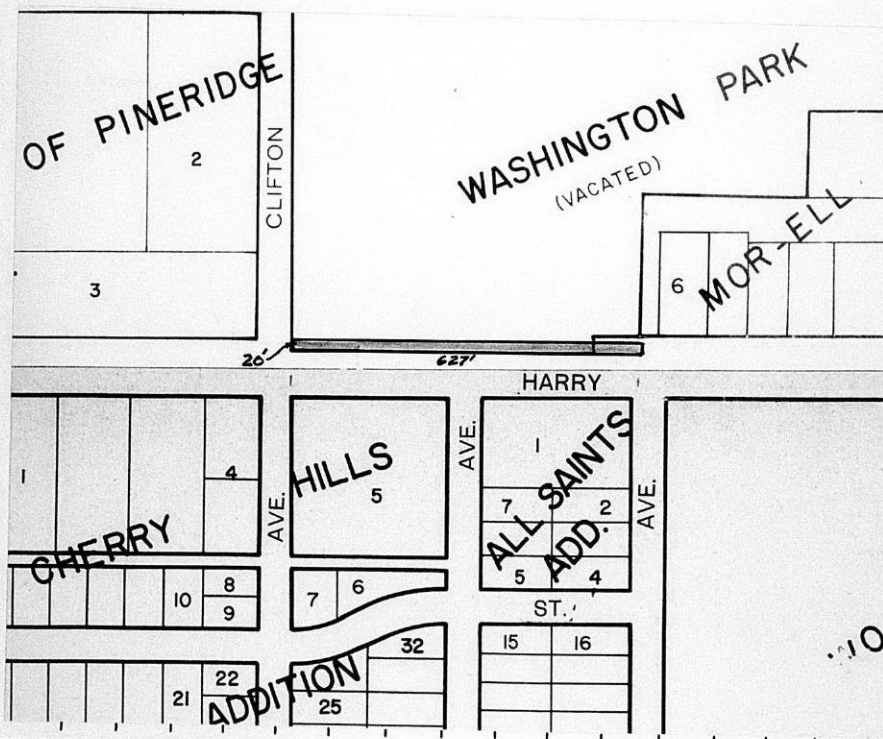 OF PINERIDGE
2
3
CLIFTON
WASHINGTON PARK
(VACATED)
MOR-ELL
6
20'
627'
HARRY
1
4
AVE.
HILLS
5
AVE.
1
7
2
5
4
ALL SAINTS
ADD.
AVE.
CHERRY
10
8
9
7
6
ST.
32
15
16
21
22
ADDITION
25